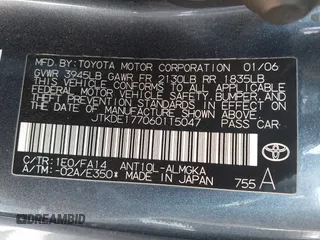 MFD.BY: TOYOTA MOTOR CORPORATION 01/06
GVWR 3945LB GAWR FR 2130LB RR 1835LB
THIS VEHICLE CONFORMS TO ALL APPLICABLE
FEDERAL MOTOR VEHICLE SAFETY, BUMPER, AND
THEFT PREVENTION STANDARDS IN EFFECT ON THE
DATE OF MANUFACTURE SHOWN ABOVE.
JTKDE177060115047 PASS.CAR
C/TR:1E0/FA14 ANTIOL-ALMGKA
A/TM:-02A/E350* MADE IN JAPAN
755 A
TOYOTA
DREAMBID